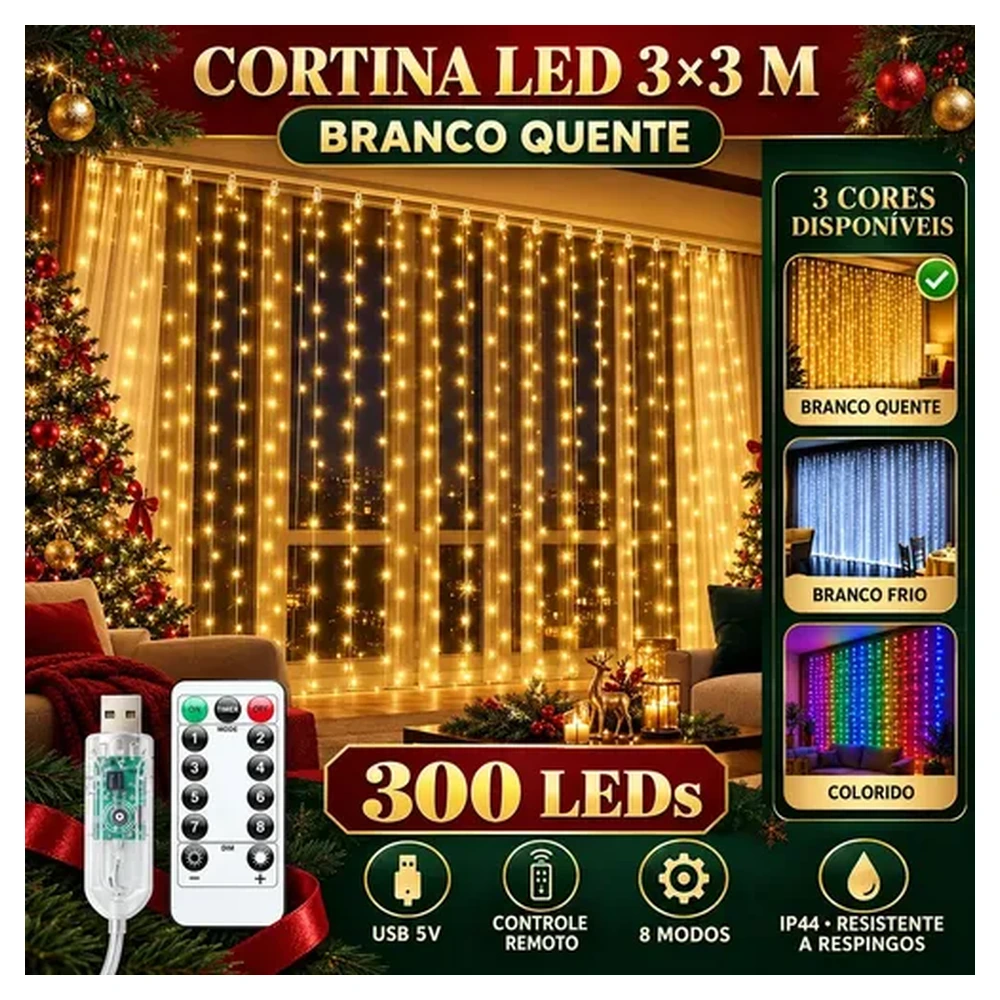 CORTINA LED 3×3 M
BRANCO QUENTE
3 CORES
DISPONÍVEIS
BRANCO QUENTE
BRANCO FRIO
COLORIDO
ON TIMER OFF
MODE
1 2
3 4
5 6
7 8
DIM
− +
300 LEDs
USB 5V
CONTROLE
REMOTO
8 MODOS
IP44 • RESISTENTE
A RESPINGOS